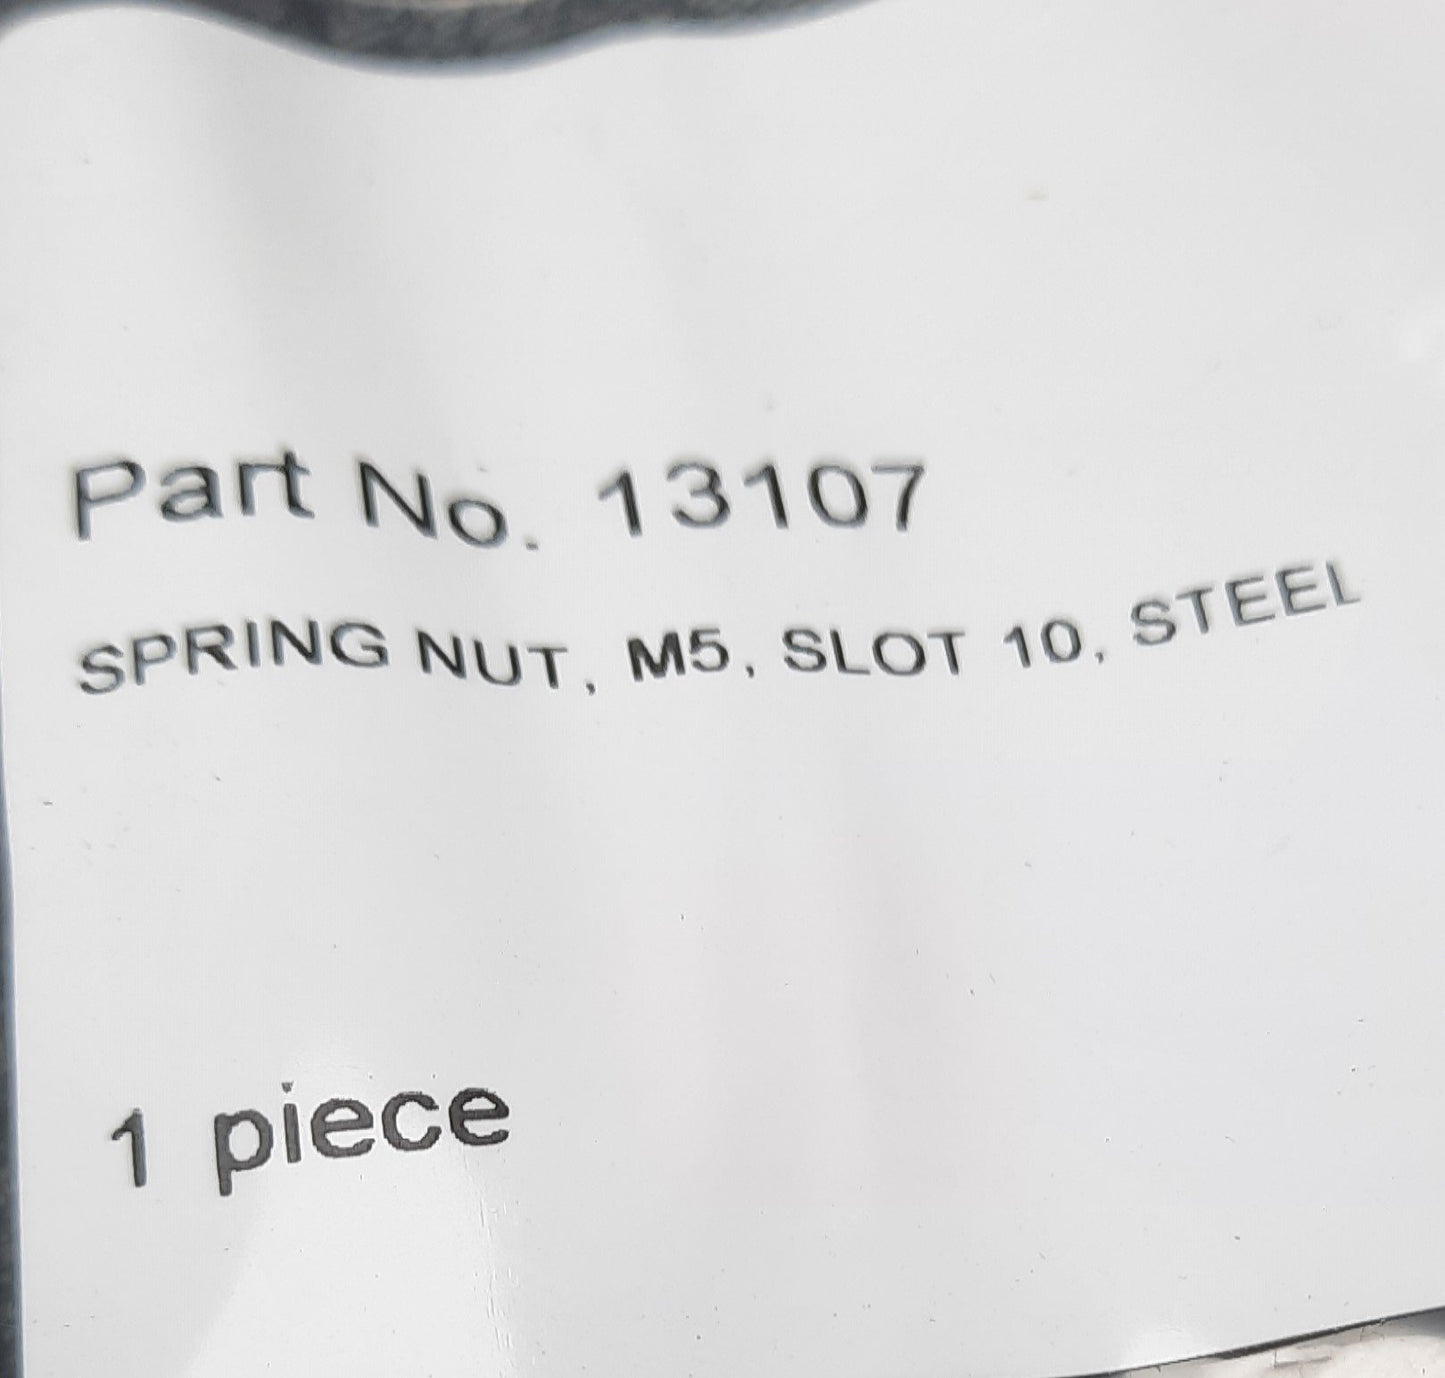 Part No. 13107
SPRING NUT, M5, SLOT 10, STEEL
1 piece